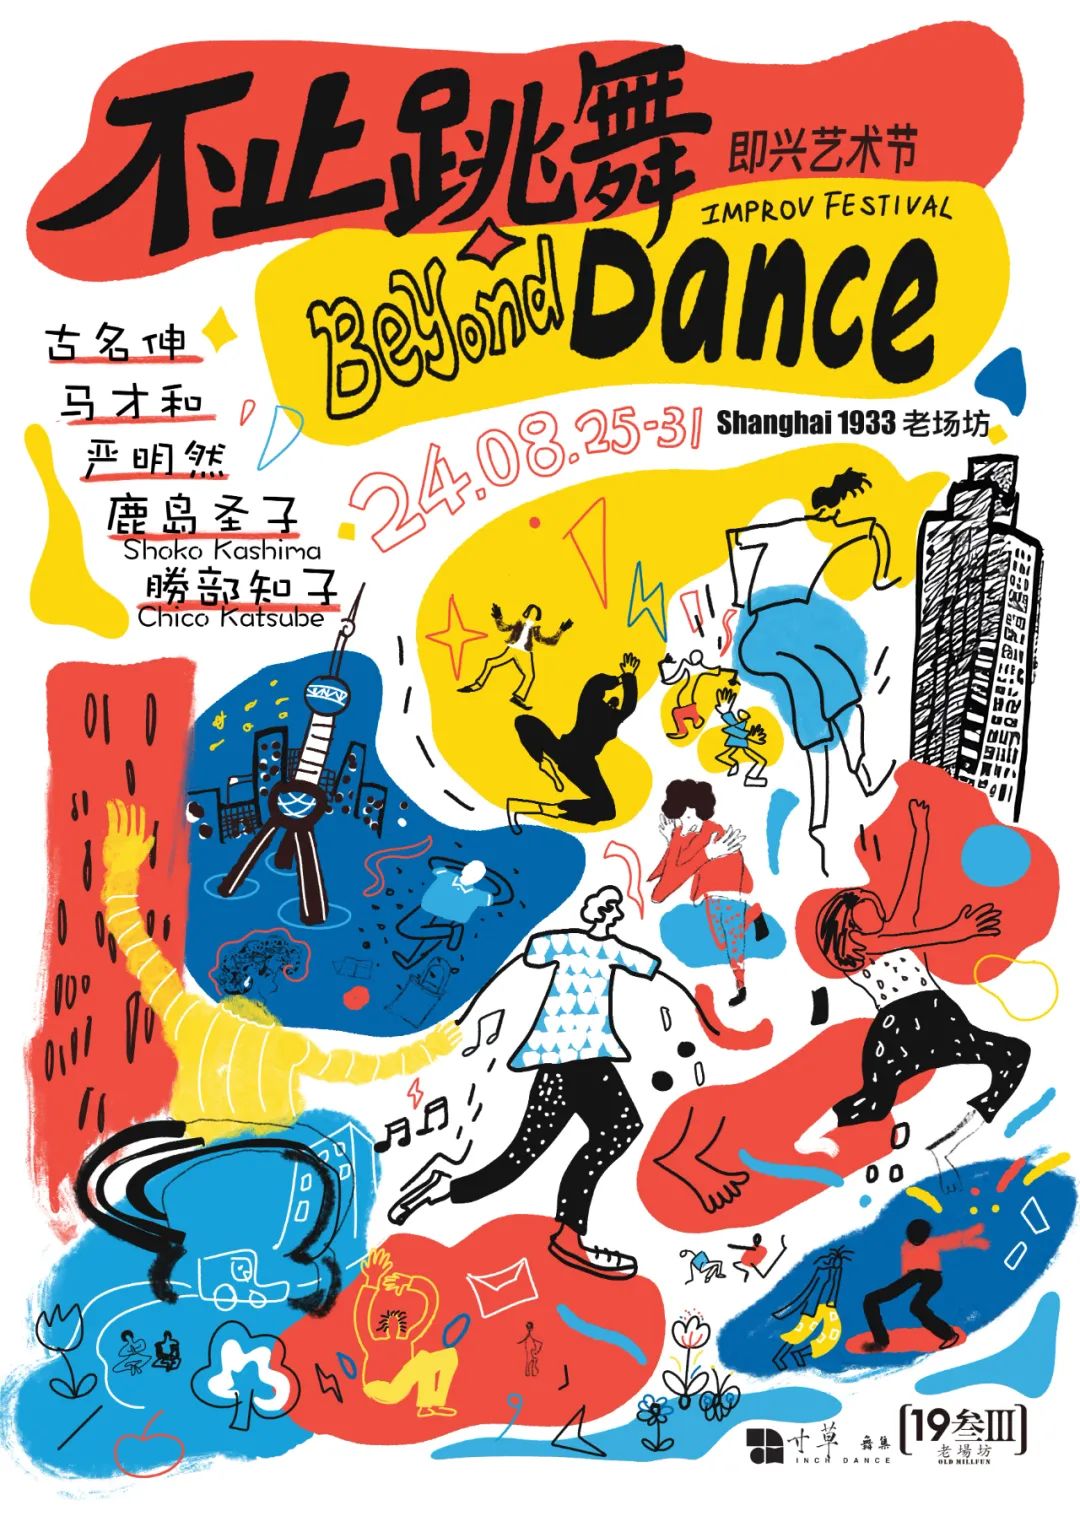 不止跳舞
即兴艺术节
IMPROV FESTIVAL
Beyond Dance
古名伸
马才和
严明然
鹿岛圣子
Shoko Kashima
勝部知子
Chico Katsube
24.08.25-31
Shanghai 1933 老场坊
寸草 舞集
INCH DANCE
19叁III
老場坊
OLD MILLFUN